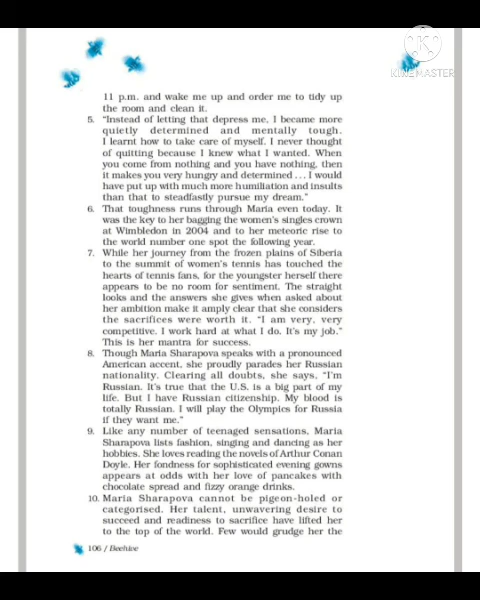 KINEMASTER
11 p.m. and wake me up and order me to tidy up
the room and clean it.
5. "Instead of letting that depress me, I became more
quietly determined and mentally tough.
I learnt how to take care of myself. I never thought
of quitting because I knew what I wanted. When
you come from nothing and you have nothing, then
it makes you very hungry and determined . . . I would
have put up with much more humiliation and insults
than that to steadfastly pursue my dream."
6. That toughness runs through Maria even today. It
was the key to her bagging the women's singles crown
at Wimbledon in 2004 and to her meteoric rise to
the world number one spot the following year.
7. While her journey from the frozen plains of Siberia
to the summit of women's tennis has touched the
hearts of tennis fans, for the youngster herself there
appears to be no room for sentiment. The straight
looks and the answers she gives when asked about
her ambition make it amply clear that she considers
the sacrifices were worth it. "I am very, very
competitive. I work hard at what I do. It's my job."
This is her mantra for success.
8. Though Maria Sharapova speaks with a pronounced
American accent, she proudly parades her Russian
nationality. Clearing all doubts, she says, "I'm
Russian. It's true that the U.S. is a big part of my
life. But I have Russian citizenship. My blood is
totally Russian. I will play the Olympics for Russia
if they want me."
9. Like any number of teenaged sensations, Maria
Sharapova lists fashion, singing and dancing as her
hobbies. She loves reading the novels of Arthur Conan
Doyle. Her fondness for sophisticated evening gowns
appears at odds with her love of pancakes with
chocolate spread and fizzy orange drinks.
10. Maria Sharapova cannot be pigeon-holed or
categorised. Her talent, unwavering desire to
succeed and readiness to sacrifice have lifted her
to the top of the world. Few would grudge her the
106 / Beehive